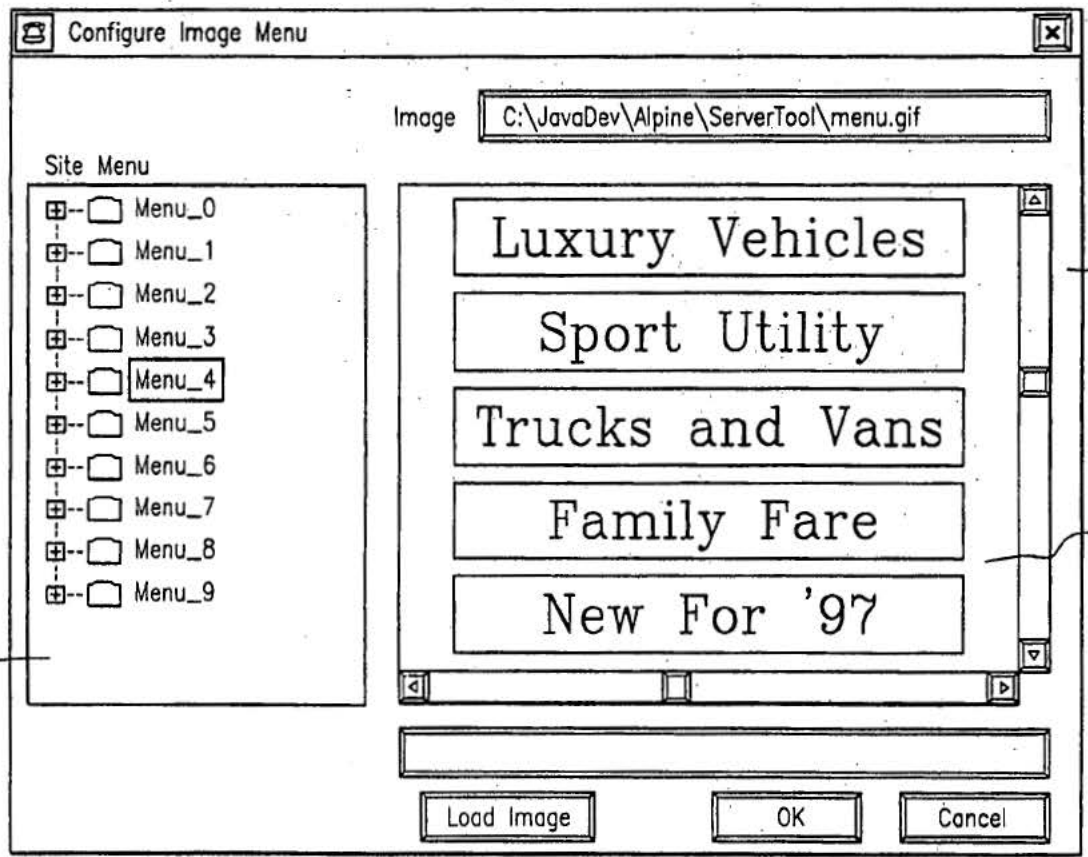 Configure Image Menu
Image C:\JavaDev\Alpine\ServerTool\menu.gif
Site Menu
Menu_0
Menu_1
Menu_2
Menu_3
Menu_4
Menu_5
Menu_6
Menu_7
Menu_8
Menu_9
Luxury Vehicles
Sport Utility
Trucks and Vans
Family Fare
New For '97
Load Image
OK
Cancel